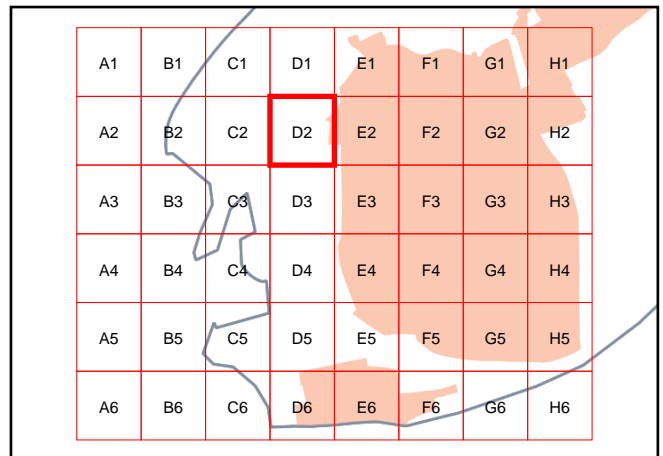 A1 B1 C1 D1 E1 F1 G1 H1
A2 B2 C2 D2 E2 F2 G2 H2
A3 B3 C3 D3 E3 F3 G3 H3
A4 B4 C4 D4 E4 F4 G4 H4
A5 B5 C5 D5 E5 F5 G5 H5
A6 B6 C6 D6 E6 F6 G6 H6